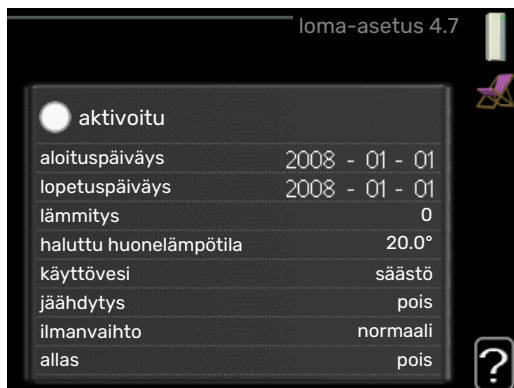 loma-asetus 4.7
aktivoitu
aloituspäiväys 2008 - 01 - 01
lopetuspäiväys 2008 - 01 - 01
lämmitys 0
haluttu huonelämpötila 20.0°
käyttövesi säästö
jäähdytys pois
ilmanvaihto normaali
allas pois
?